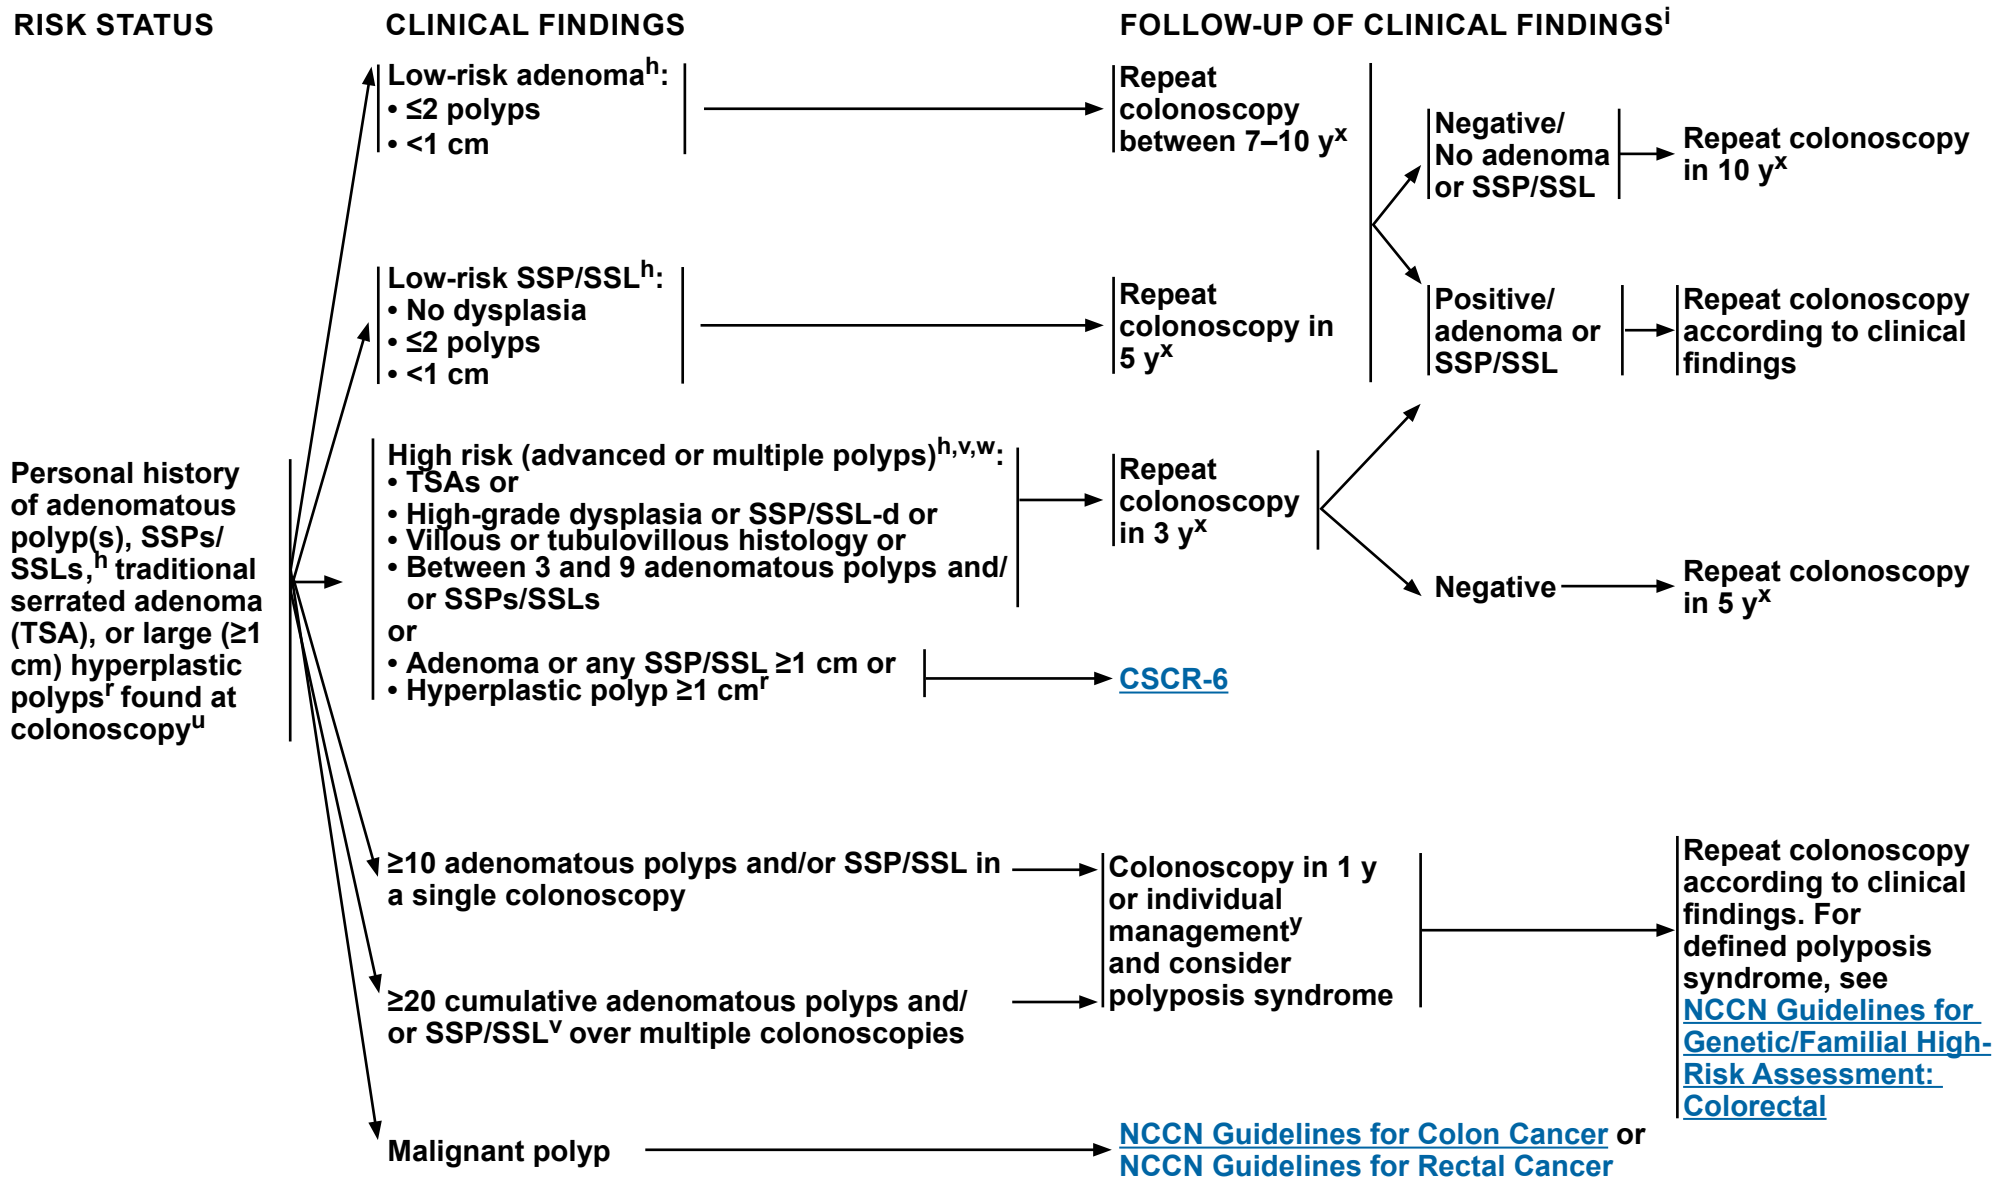 RISK STATUS
CLINICAL FINDINGS
FOLLOW-UP OF CLINICAL FINDINGSⁱ
Personal history
of adenomatous
polyp(s), SSPs/
SSLs,ʰ traditional
serrated adenoma
(TSA), or large (≥1
cm) hyperplastic
polypsʳ found at
colonoscopyᵘ
Low-risk adenomaʰ:
• ≤2 polyps
• <1 cm
Repeat
colonoscopy
between 7–10 yˣ
Low-risk SSP/SSLʰ:
• No dysplasia
• ≤2 polyps
• <1 cm
Repeat
colonoscopy in
5 yˣ
Negative/
No adenoma
or SSP/SSL
Repeat colonoscopy
in 10 yˣ
Positive/
adenoma or
SSP/SSL
Repeat colonoscopy
according to clinical
findings
High risk (advanced or multiple polyps)ʰ,ᵛ,ʷ:
• TSAs or
• High-grade dysplasia or SSP/SSL-d or
• Villous or tubulovillous histology or
• Between 3 and 9 adenomatous polyps and/
or SSPs/SSLs
or
• Adenoma or any SSP/SSL ≥1 cm or
• Hyperplastic polyp ≥1 cmʳ
Repeat
colonoscopy
in 3 yˣ
Negative
Repeat colonoscopy
in 5 yˣ
CSCR-6
≥10 adenomatous polyps and/or SSP/SSL in
a single colonoscopy
≥20 cumulative adenomatous polyps and/
or SSP/SSLᵛ over multiple colonoscopies
Colonoscopy in 1 y
or individual
managementʸ
and consider
polyposis syndrome
Repeat colonoscopy
according to clinical
findings. For
defined polyposis
syndrome, see
NCCN Guidelines for
Genetic/Familial High-
Risk Assessment:
Colorectal
Malignant polyp
NCCN Guidelines for Colon Cancer or
NCCN Guidelines for Rectal Cancer